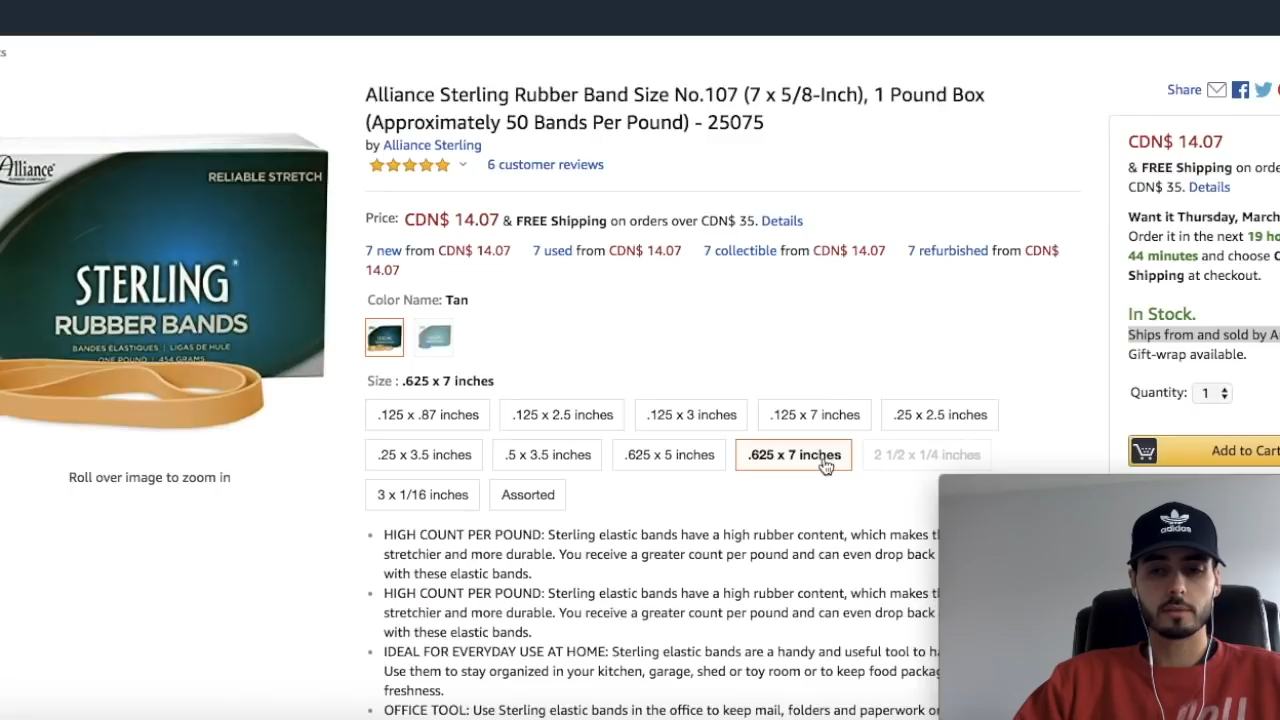 Alliance Sterling Rubber Band Size No.107 (7 x 5/8-Inch), 1 Pound Box
(Approximately 50 Bands Per Pound) - 25075
by Alliance Sterling
6 customer reviews
Price: CDN$ 14.07 & FREE Shipping on orders over CDN$ 35. Details
7 new from CDN$ 14.07 7 used from CDN$ 14.07 7 collectible from CDN$ 14.07 7 refurbished from CDN$
14.07
Color Name: Tan
Size : .625 x 7 inches
.125 x .87 inches .125 x 2.5 inches .125 x 3 inches .125 x 7 inches .25 x 2.5 inches
.25 x 3.5 inches .5 x 3.5 inches .625 x 5 inches .625 x 7 inches 2 1/2 x 1/4 inches
3 x 1/16 inches Assorted
HIGH COUNT PER POUND: Sterling elastic bands have a high rubber content, which makes
stretchier and more durable. You receive a greater count per pound and can even drop back
with these elastic bands.
HIGH COUNT PER POUND: Sterling elastic bands have a high rubber content, which makes
stretchier and more durable. You receive a greater count per pound and can even drop back
with these elastic bands.
IDEAL FOR EVERYDAY USE AT HOME: Sterling elastic bands are a handy and useful tool to
Use them to stay organized in your kitchen, garage, shed or toy room or to keep food
freshness.
OFFICE TOOL: Use Sterling elastic bands in the office to keep mail, folders and paperwork
Alliance
RUBBER COMPANY
RELIABLE STRETCH
STERLING
RUBBER BANDS
BANDES ÉLASTIQUES | LIGAS DE HULE
ONE POUND | 454 GRAMS
Roll over image to zoom in
Share
CDN$ 14.07
& FREE Shipping on
CDN$ 35. Details
Want it Thursday, March
Order it in the next 19
44 minutes and choose
Shipping at checkout.
In Stock.
Ships from and sold by
Gift-wrap available.
Quantity: 1
Add to Cart
adidas